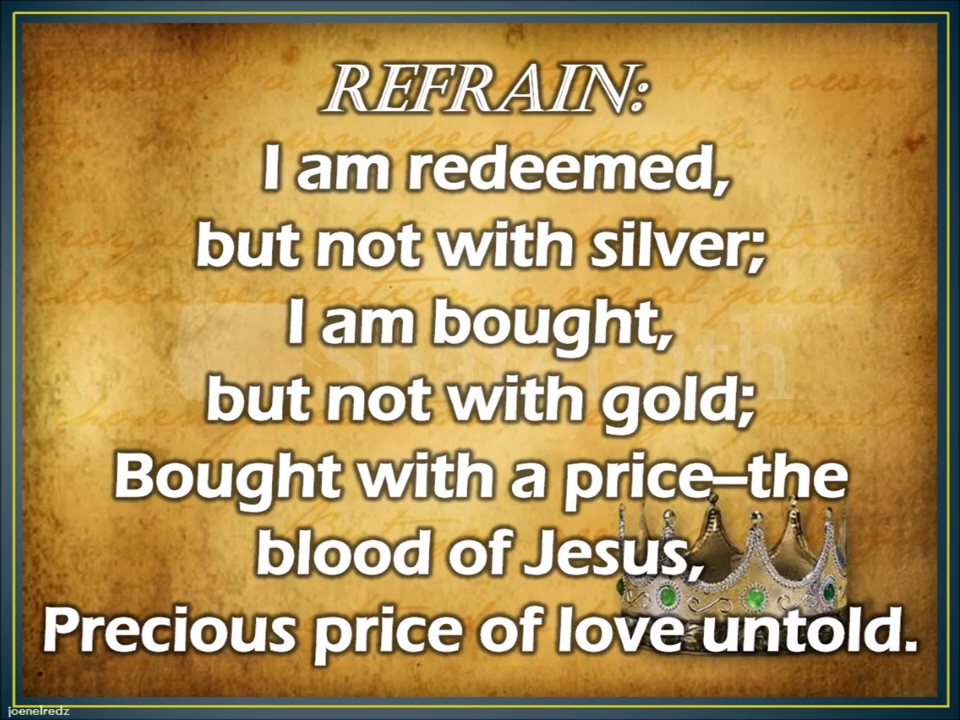 REFRAIN:
I am redeemed,
but not with silver;
I am bought,
but not with gold;
Bought with a price–the
blood of Jesus,
Precious price of love untold.
joenelredz